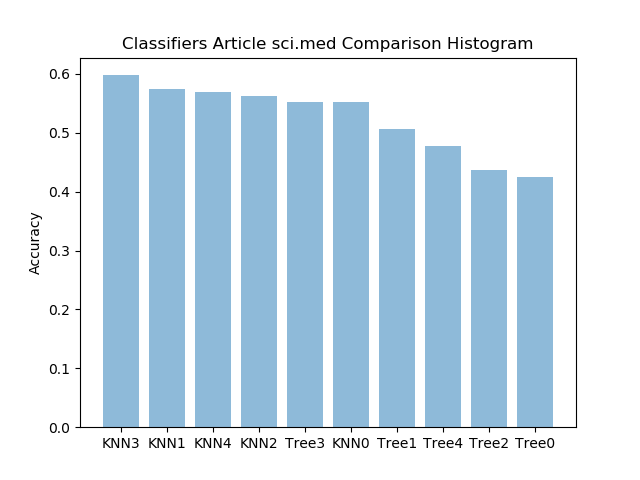 Classifiers Article sci.med Comparison Histogram
0.6
0.5
0.4
0.3
0.2
0.1
0.0
Accuracy
KNN3 KNN1 KNN4 KNN2 Tree3 KNN0 Tree1 Tree4 Tree2 Tree0